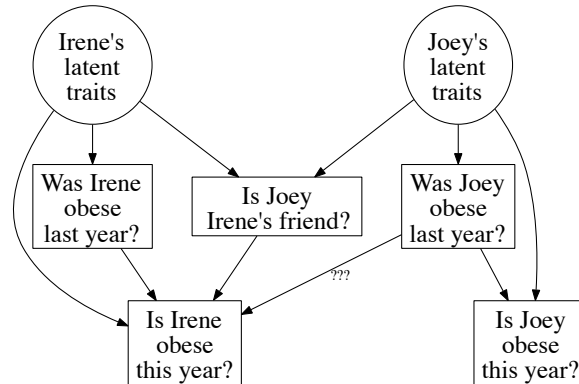 Irene's
latent
traits
Joey's
latent
traits
Was Irene
obese
last year?
Is Joey
Irene's friend?
Was Joey
obese
last year?
???
Is Irene
obese
this year?
Is Joey
obese
this year?